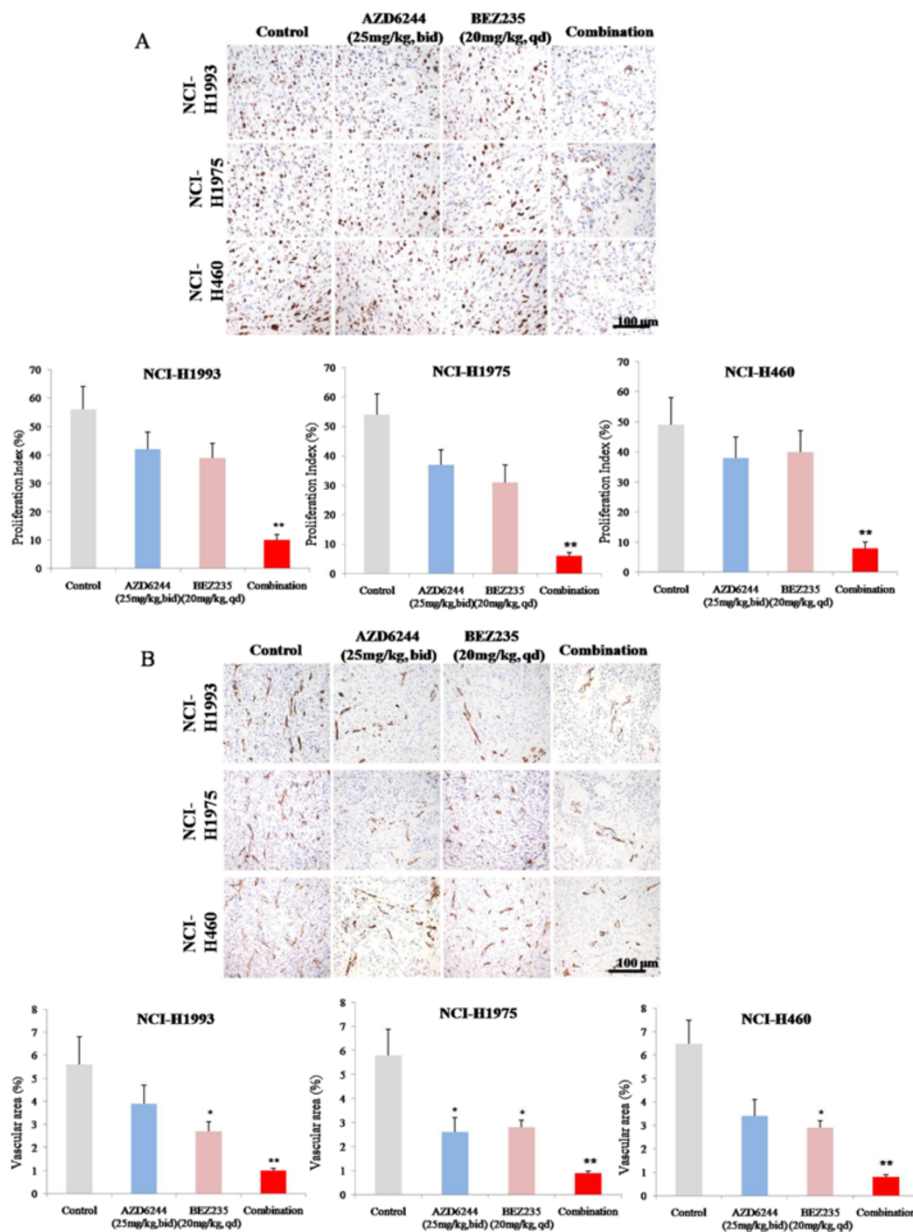 A
Control
AZD6244
(25mg/kg, bid)
BEZ235
(20mg/kg, qd)
Combination
NCI-
H1993
NCI-
H1975
NCI-
H460
100 μm
NCI-H1993
Proliferation Index (%)
70
60
50
40
30
20
10
0
**
Control
AZD6244
BEZ235
Combination
(25mg/kg,bid)(20mg/kg, qd)
NCI-H1975
Proliferation Index (%)
70
60
50
40
30
20
10
0
**
Control
AZD6244
BEZ235
Combination
(25mg/kg,bid)(20mg/kg, qd)
NCI-H460
Proliferation Index (%)
70
60
50
40
30
20
10
0
**
Control
AZD6244
BEZ235
Combination
(25mg/kg,bid)(20mg/kg, qd)
B
Control
AZD6244
(25mg/kg, bid)
BEZ235
(20mg/kg, qd)
Combination
NCI-
H1993
NCI-
H1975
NCI-
H460
100 μm
NCI-H1993
Vascular area (%)
8
7
6
5
4
3
2
1
0
*
**
Control
AZD6244
BEZ235
Combination
(25mg/kg,bid)(20mg/kg, qd)
NCI-H1975
Vascular area (%)
8
7
6
5
4
3
2
1
0
*
*
**
Control
AZD6244
BEZ235
Combination
(25mg/kg,bid)(20mg/kg, qd)
NCI-H460
Vascular area (%)
8
7
6
5
4
3
2
1
0
*
**
Control
AZD6244
BEZ235
Combination
(25mg/kg,bid)(20mg/kg, qd)